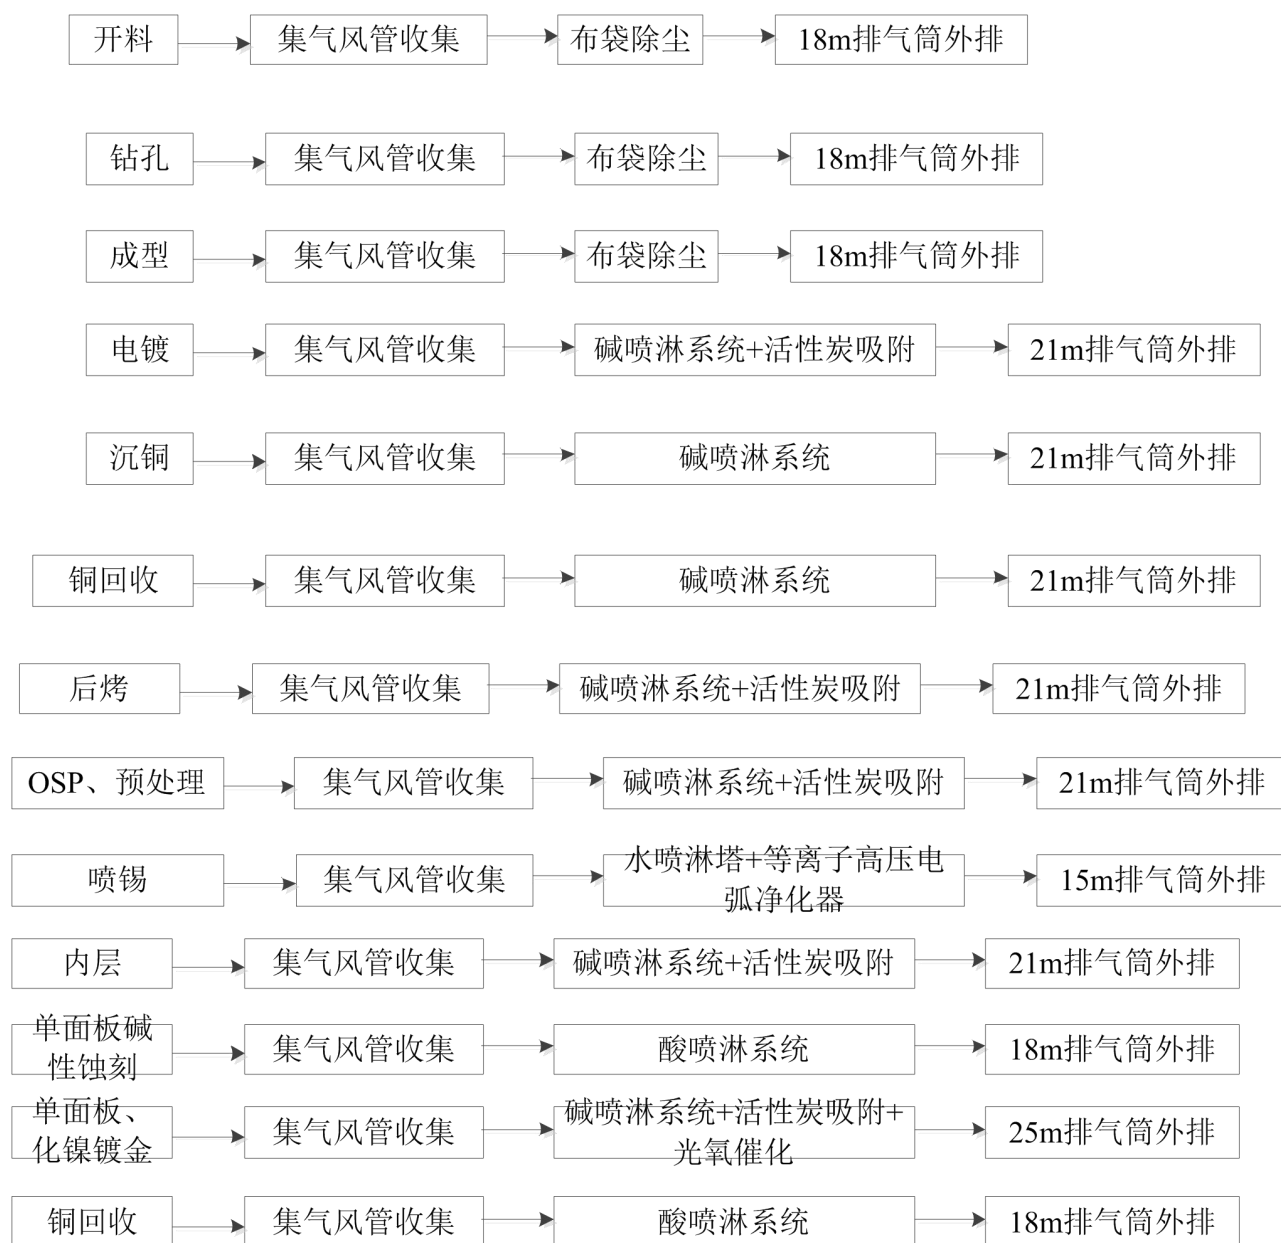 开料 集气风管收集 布袋除尘 18m排气筒外排
钻孔 集气风管收集 布袋除尘 18m排气筒外排
成型 集气风管收集 布袋除尘 18m排气筒外排
电镀 集气风管收集 碱喷淋系统+活性炭吸附 21m排气筒外排
沉铜 集气风管收集 碱喷淋系统 21m排气筒外排
铜回收 集气风管收集 碱喷淋系统 21m排气筒外排
后烤 集气风管收集 碱喷淋系统+活性炭吸附 21m排气筒外排
OSP、预处理 集气风管收集 碱喷淋系统+活性炭吸附 21m排气筒外排
喷锡 集气风管收集 水喷淋塔+等离子高压电
弧净化器 15m排气筒外排
内层 集气风管收集 碱喷淋系统+活性炭吸附 21m排气筒外排
单面板碱
性蚀刻 集气风管收集 酸喷淋系统 18m排气筒外排
单面板、
化镍镀金 集气风管收集 碱喷淋系统+活性炭吸附+
光氧催化 25m排气筒外排
铜回收 集气风管收集 酸喷淋系统 18m排气筒外排